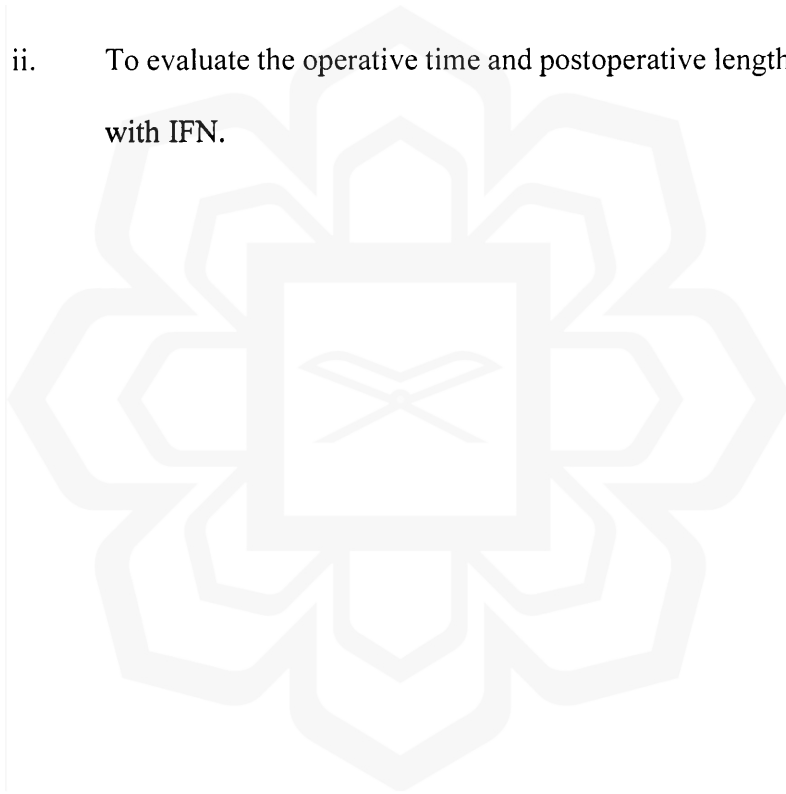 ii. To evaluate the operative time and postoperative length
with IFN.